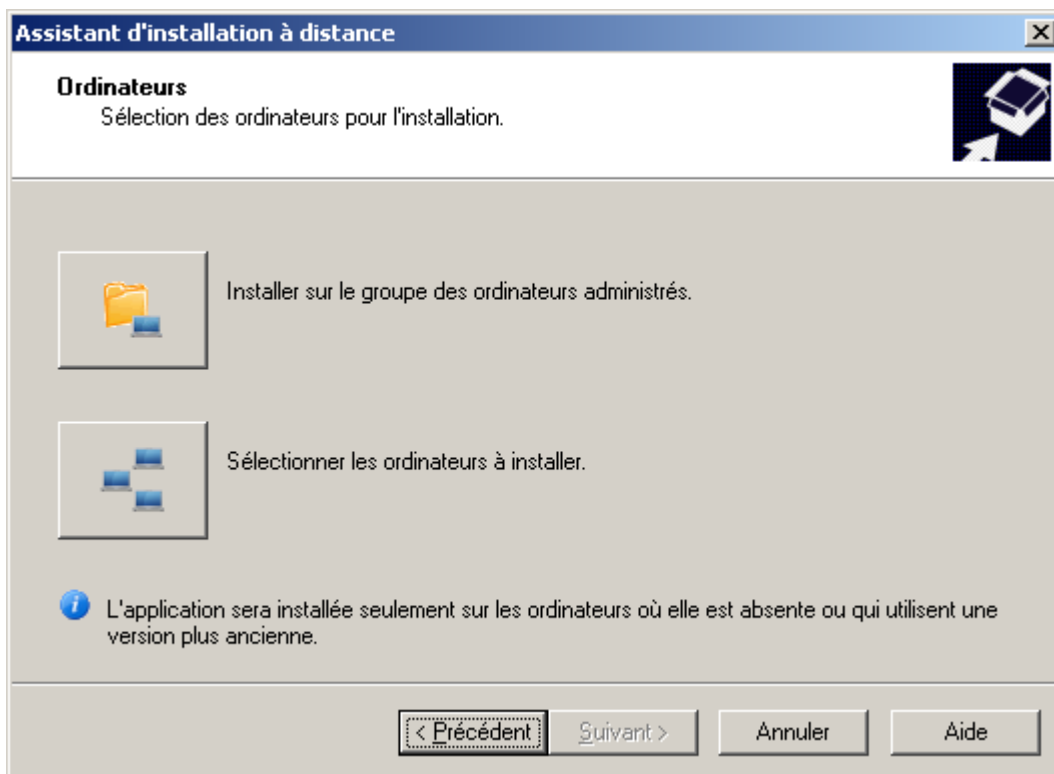 Assistant d'installation à distance
Ordinateurs
Sélection des ordinateurs pour l'installation.
Installer sur le groupe des ordinateurs administrés.
Sélectionner les ordinateurs à installer.
L'application sera installée seulement sur les ordinateurs où elle est absente ou qui utilisent une
version plus ancienne.
< Précédent Suivant > Annuler Aide